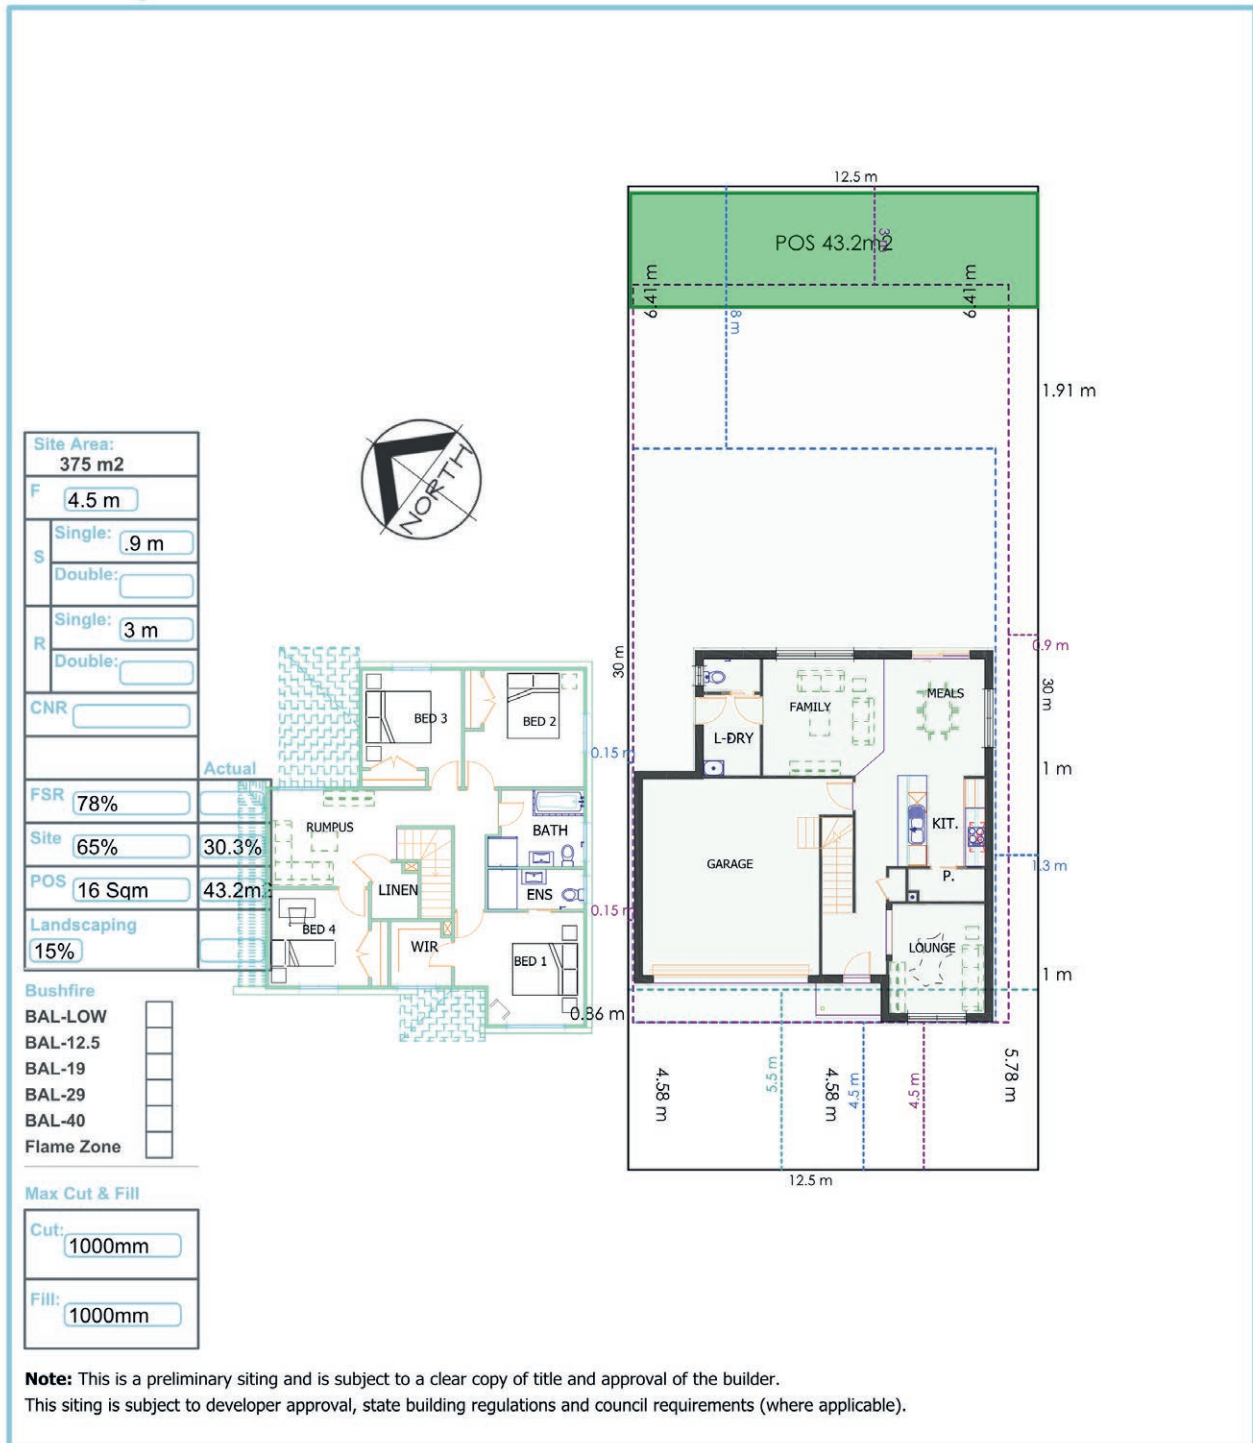 12.5 m
POS 43.2m2
3 m
6.41 m
6.41 m
8 m
1.91 m
Site Area:
375 m2
F 4.5 m
S
Single: .9 m
Double:
R
Single: 3 m
Double:
CNR
Actual
FSR 78%
Site 65% 30.3%
POS 16 Sqm 43.2m
Landscaping
15%
NORTH
30 m
0.9 m
30 m
BED 3
BED 2
FAMILY
MEALS
L-DRY
0.15 m
1 m
RUMPUS
BATH
KIT.
GARAGE
1.3 m
P.
LINEN
ENS
0.15 m
BED 4
WIR
BED 1
LOUNGE
1 m
0.86 m
4.58 m
5.5 m
4.58 m
4.5 m
4.5 m
5.78 m
12.5 m
Bushfire
BAL-LOW
BAL-12.5
BAL-19
BAL-29
BAL-40
Flame Zone
Max Cut & Fill
Cut: 1000mm
Fill: 1000mm
Note: This is a preliminary siting and is subject to a clear copy of title and approval of the builder.
This siting is subject to developer approval, state building regulations and council requirements (where applicable).